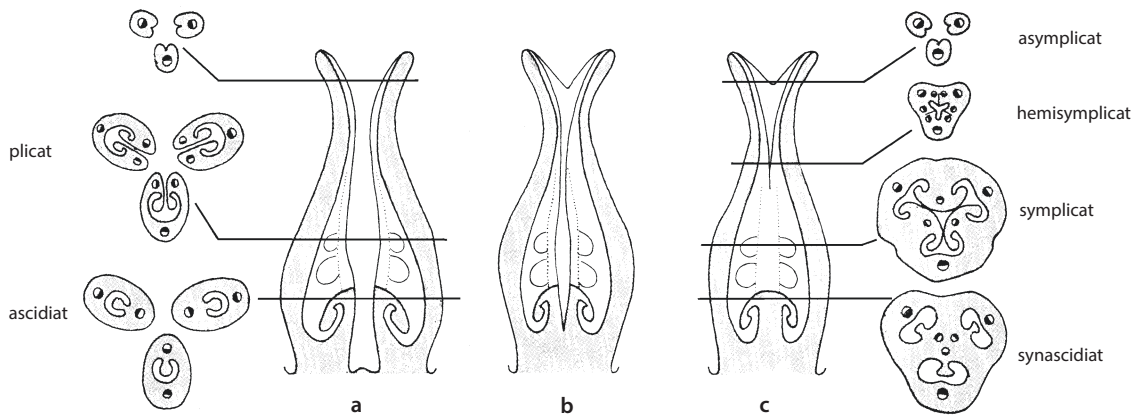 plicat
ascidiat
a
b
c
asymplicat
hemisymplicat
symplicat
synascidiat